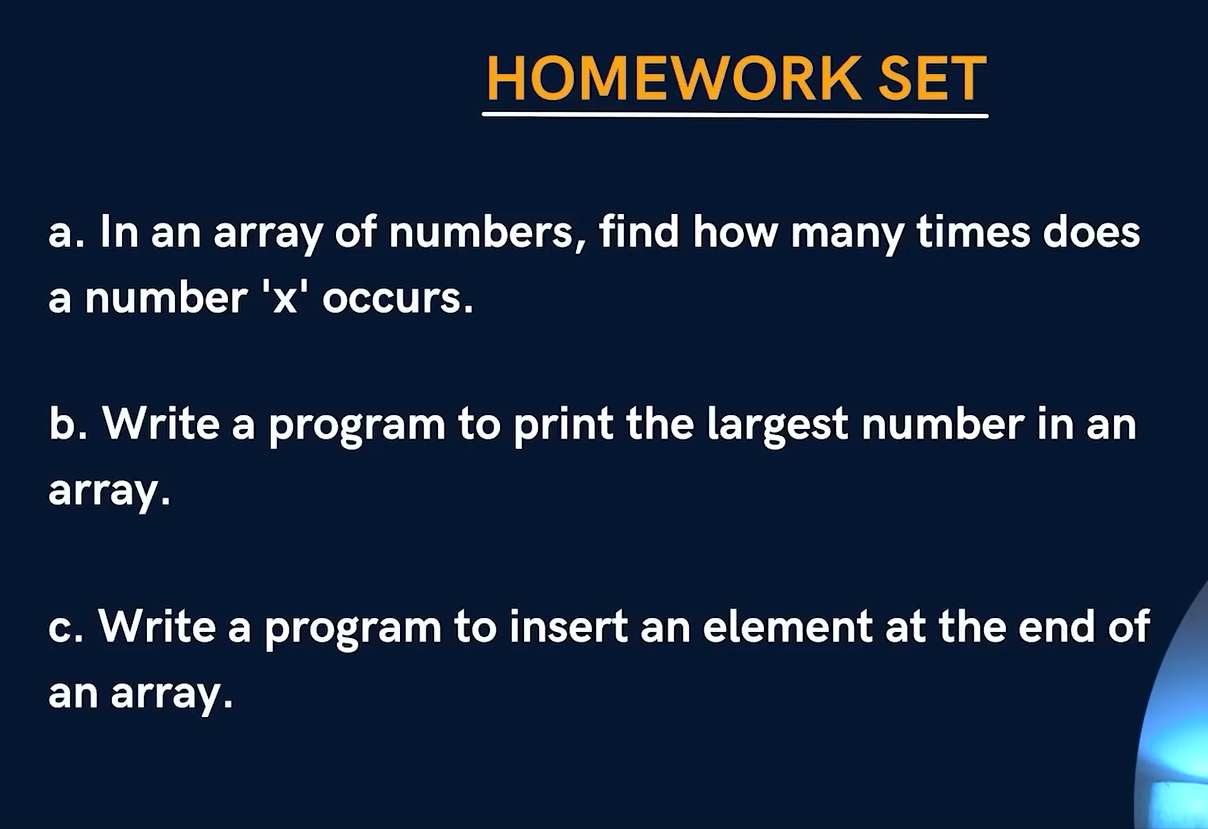 HOMEWORK SET
a. In an array of numbers, find how many times does
a number 'x' occurs.
b. Write a program to print the largest number in an
array.
c. Write a program to insert an element at the end of
an array.